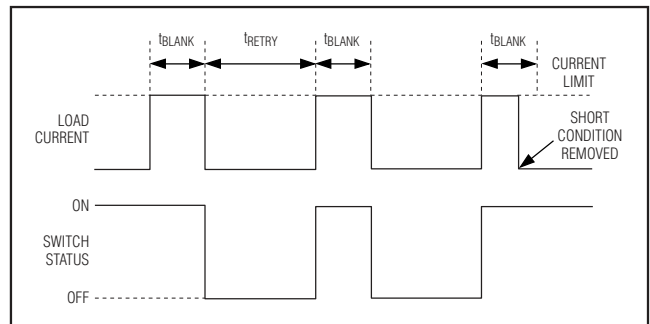 tBLANK
tRETRY
tBLANK
tBLANK
CURRENT
LIMIT
LOAD
CURRENT
SHORT
CONDITION
REMOVED
ON
SWITCH
STATUS
OFF